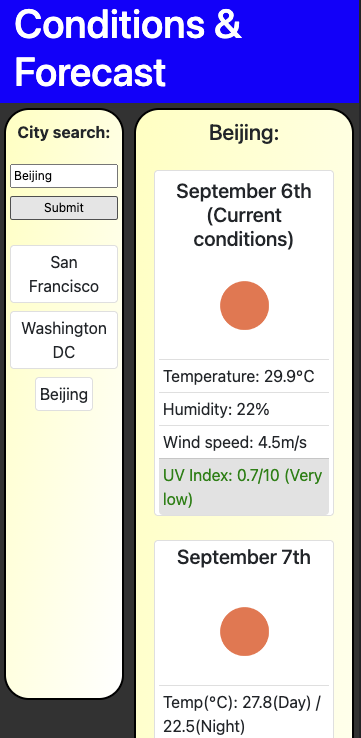 Conditions &
Forecast
City search:
Beijing
Submit
San
Francisco
Washington
DC
Beijing
Beijing:
September 6th
(Current
conditions)
Temperature: 29.9°C
Humidity: 22%
Wind speed: 4.5m/s
UV Index: 0.7/10 (Very
low)
September 7th
Temp(°C): 27.8(Day) /
22.5(Night)